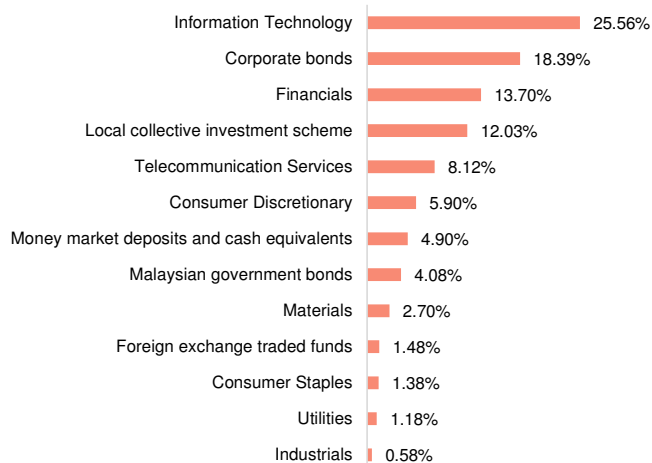 Information Technology 25.56%
Corporate bonds 18.39%
Financials 13.70%
Local collective investment scheme 12.03%
Telecommunication Services 8.12%
Consumer Discretionary 5.90%
Money market deposits and cash equivalents 4.90%
Malaysian government bonds 4.08%
Materials 2.70%
Foreign exchange traded funds 1.48%
Consumer Staples 1.38%
Utilities 1.18%
Industrials 0.58%